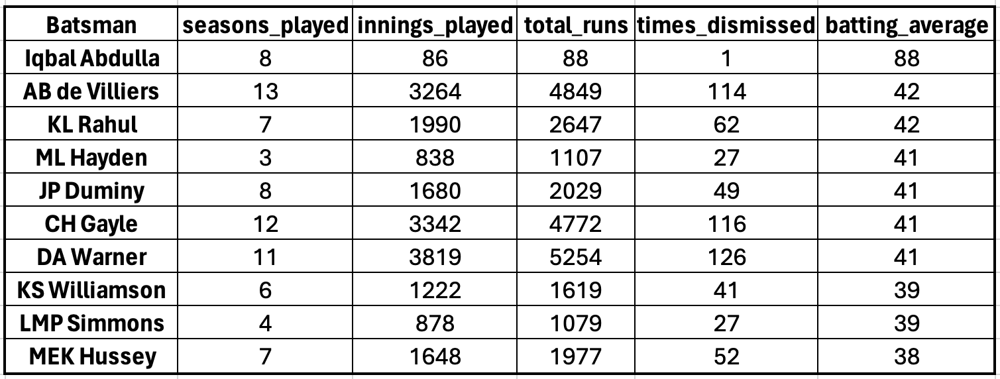 Batsman seasons_played innings_played total_runs times_dismissed batting_average
Iqbal Abdulla 8 86 88 1 88
AB de Villiers 13 3264 4849 114 42
KL Rahul 7 1990 2647 62 42
ML Hayden 3 838 1107 27 41
JP Duminy 8 1680 2029 49 41
CH Gayle 12 3342 4772 116 41
DA Warner 11 3819 5254 126 41
KS Williamson 6 1222 1619 41 39
LMP Simmons 4 878 1079 27 39
MEK Hussey 7 1648 1977 52 38